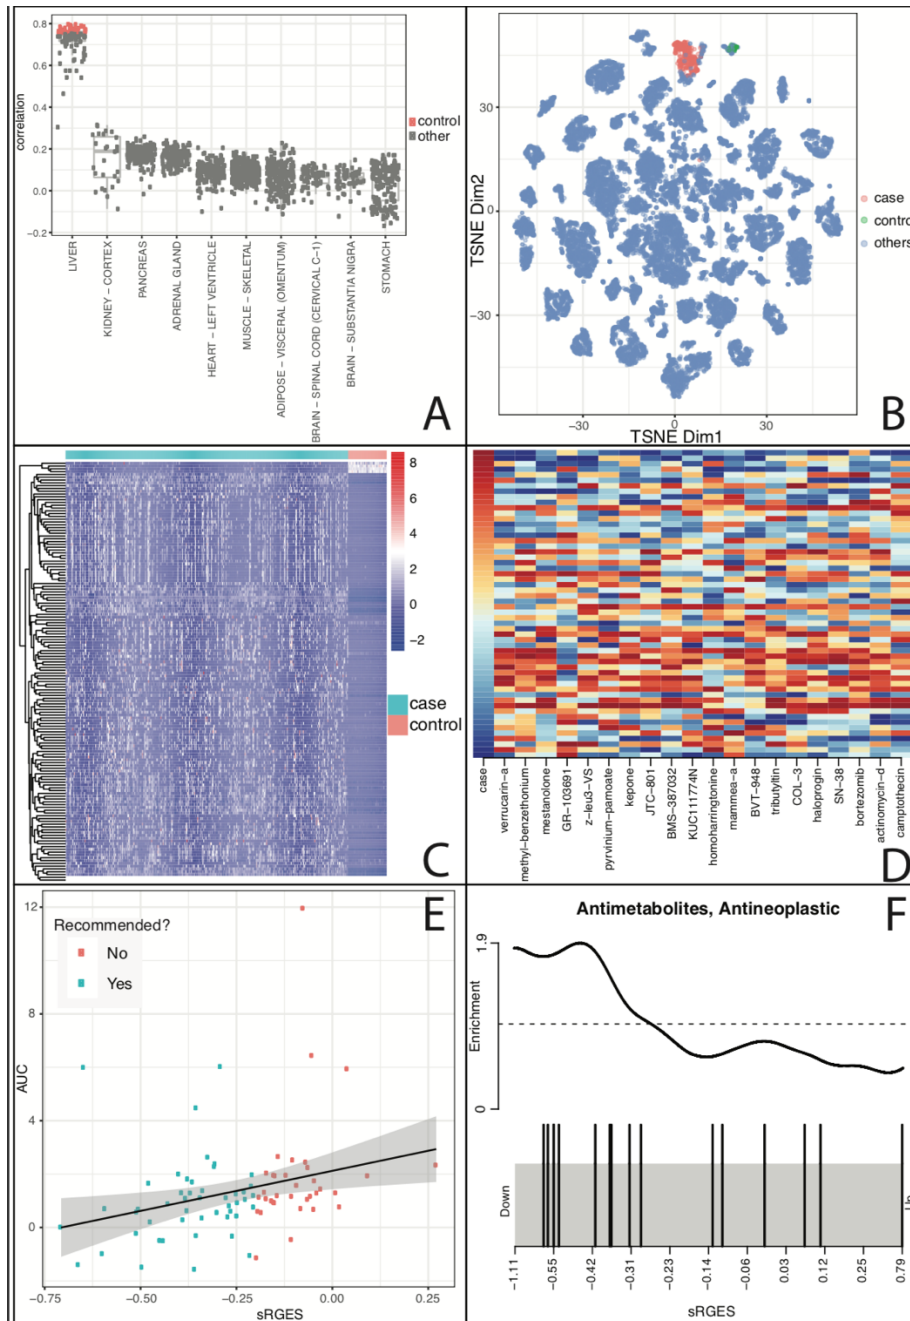 0.8
0.6
0.4
0.2
0.0
−0.2
correlation
control
other
LIVER
KIDNEY − CORTEX
PANCREAS
ADRENAL GLAND
HEART − LEFT VENTRICLE
MUSCLE − SKELETAL
ADIPOSE − VISCERAL (OMENTUM)
BRAIN − SPINAL CORD (CERVICAL C−1)
BRAIN − SUBSTANTIA NIGRA
STOMACH
A
30
0
−30
TSNE Dim2
−30
0
30
TSNE Dim1
case
contro
others
B
8
6
4
2
0
−2
case
control
C
case
verrucarin-a
methyl-benzethonium
mestanolone
GR-103691
z-leu3-VS
pyrvinium-pamoate
kepone
JTC-801
BMS-387032
KUC111774N
homoharringtonine
mammea-a
BVT-948
tributyltin
COL-3
haloprogin
SN-38
bortezomib
actinomycin-d
camptothecin
D
12
8
4
0
AUC
Recommended?
No
Yes
−0.75
−0.50
−0.25
0.00
0.25
sRGES
E
Antimetabolites, Antineoplastic
F
1.9
0
Enrichment
Down
Up
-1.11
-0.55
-0.42
-0.31
-0.23
-0.14
-0.06
0.03
0.12
0.25
0.79
sRGES